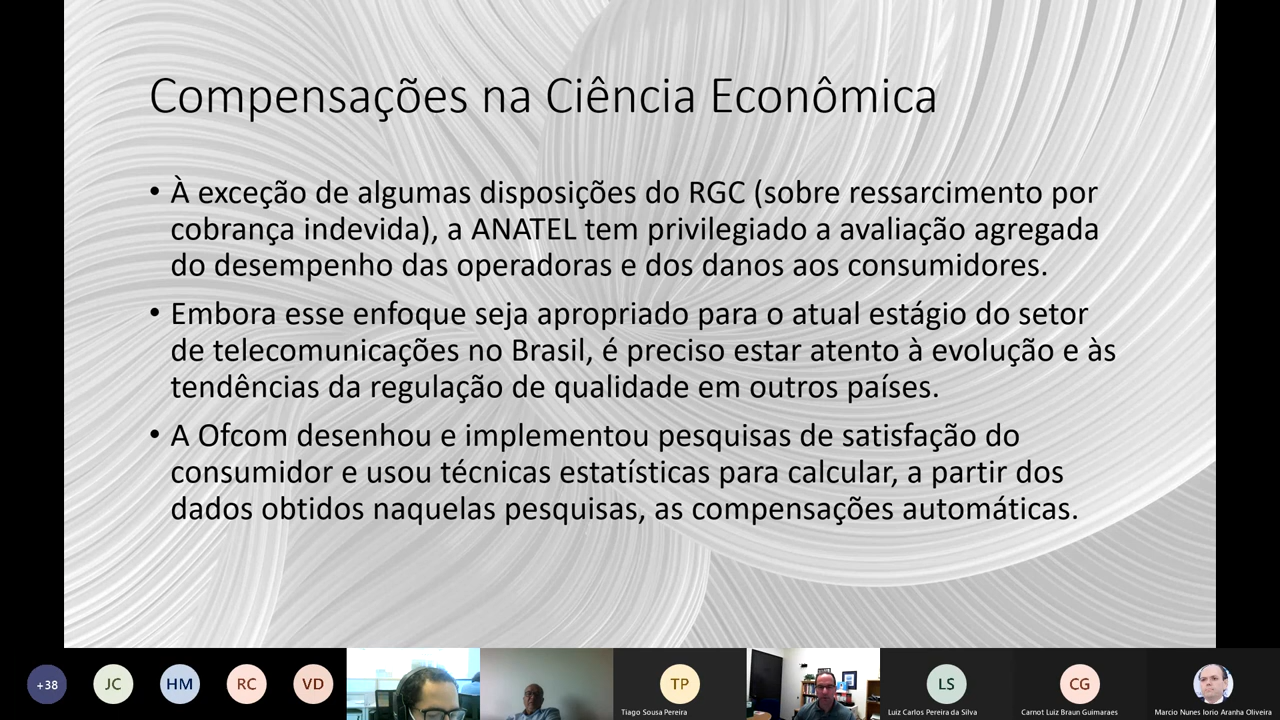 Compensações na Ciência Econômica
• À exceção de algumas disposições do RGC (sobre ressarcimento por
cobrança indevida), a ANATEL tem privilegiado a avaliação agregada
do desempenho das operadoras e dos danos aos consumidores.
• Embora esse enfoque seja apropriado para o atual estágio do setor
de telecomunicações no Brasil, é preciso estar atento à evolução e às
tendências da regulação de qualidade em outros países.
• A Ofcom desenhou e implementou pesquisas de satisfação do
consumidor e usou técnicas estatísticas para calcular, a partir dos
dados obtidos naquelas pesquisas, as compensações automáticas.
+38 JC HM RC VD TP LS CG
Tiago Sousa Pereira Luiz Carlos Pereira da Silva Carnot Luiz Braun Guimaraes Marcio Nunes Iorio Aranha Oliveira